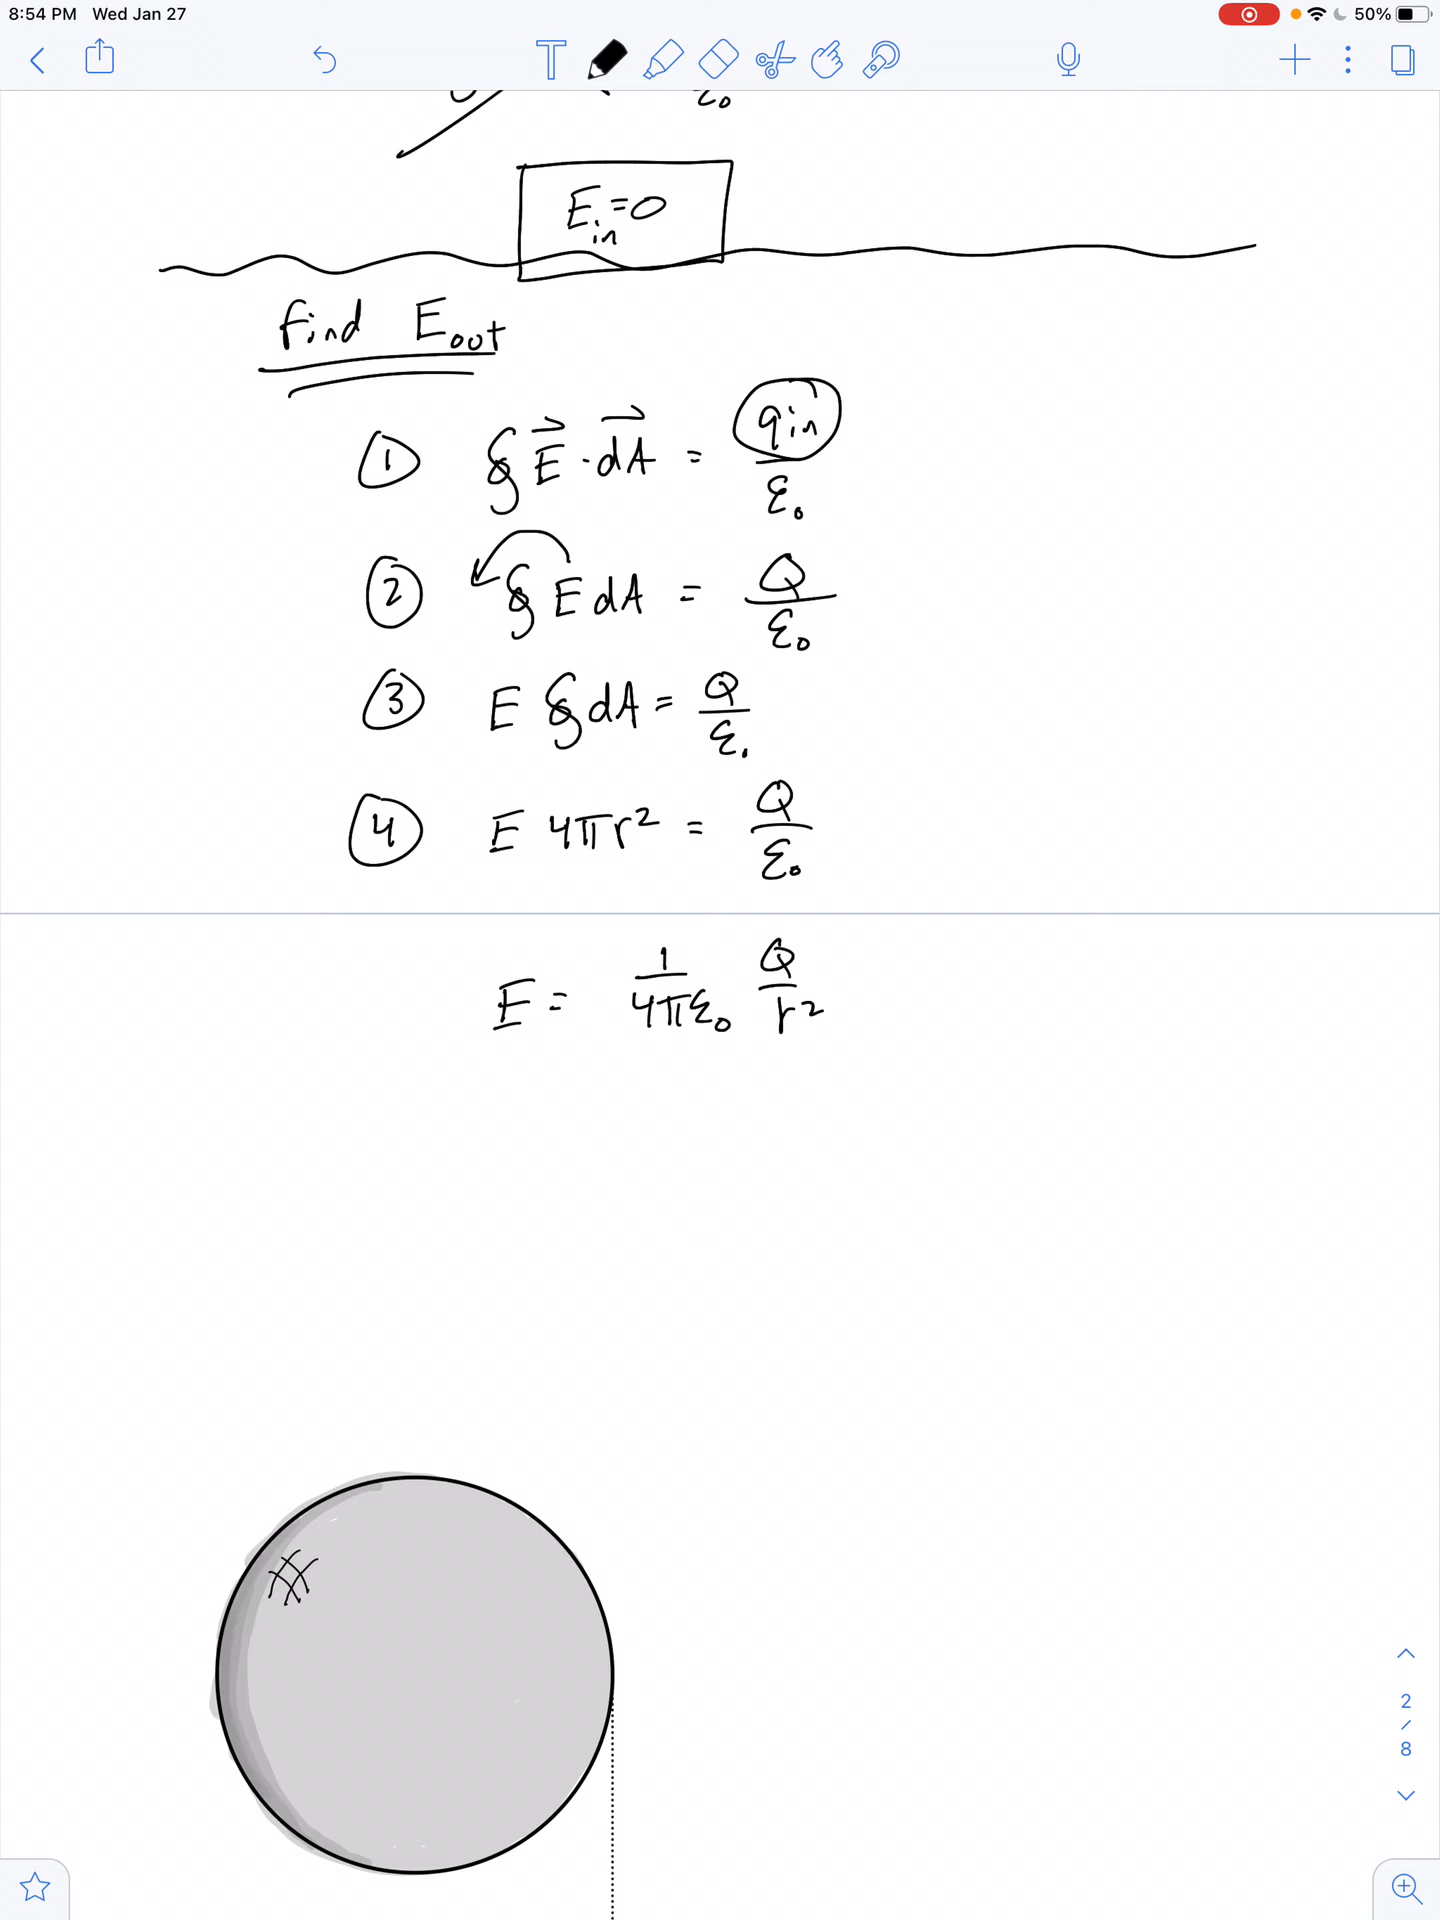 8:54 PM Wed Jan 27
50%
T
ε₀
E_in = 0
find E_out
① ∮ E⃗ · dA⃗ = q_in / ε₀
② ∮ E dA = Q / ε₀
③ E ∮ dA = Q / ε₀
④ E 4πr² = Q / ε₀
E = 1 / 4πε₀ Q / r²
2
/
8